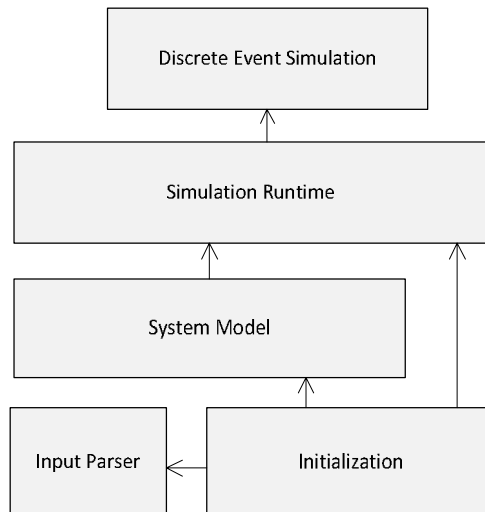 Discrete Event Simulation
Simulation Runtime
System Model
Input Parser
Initialization